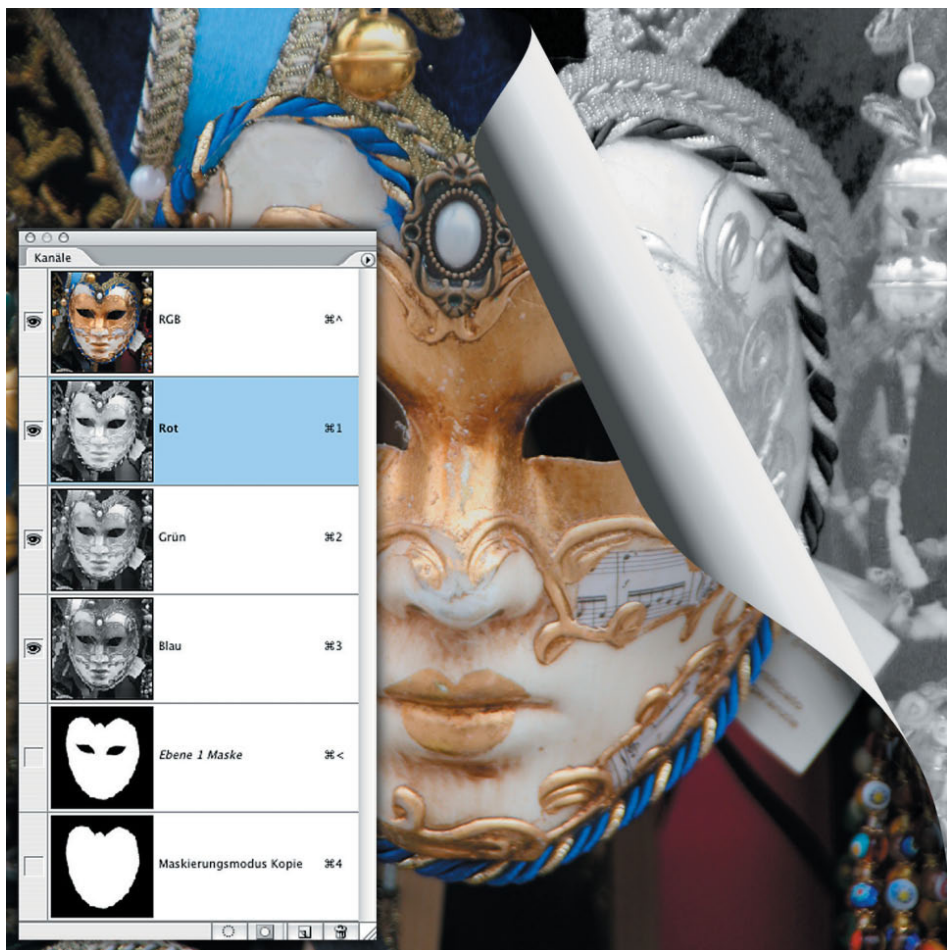 Kanäle
RGB ⌘^
Rot ⌘1
Grün ⌘2
Blau ⌘3
Ebene 1 Maske ⌘<
Maskierungsmodus Kopie ⌘4